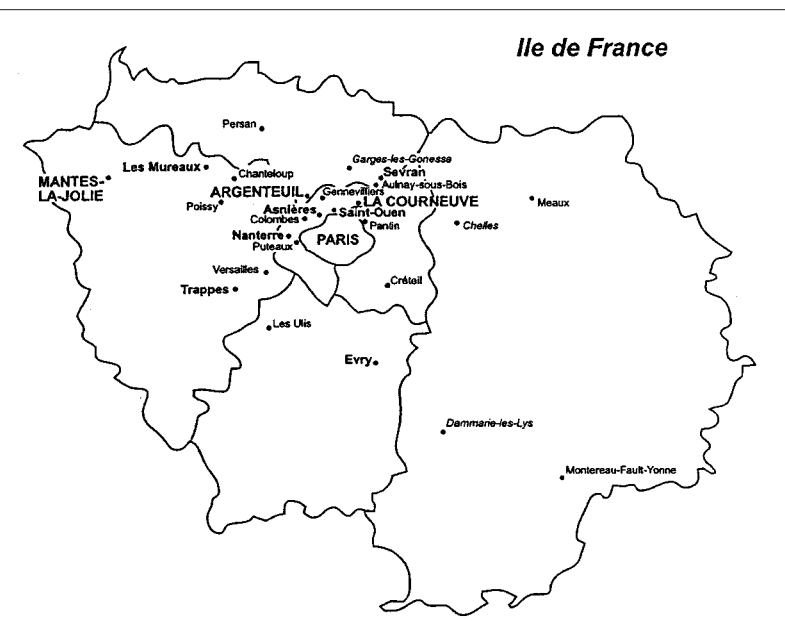 Ile de France
Persan
Garges-les-Gonesse
Les Mureaux
Chanteloup
Sevran
MANTES-
LA-JOLIE
Aulnay-sous-Bois
ARGENTEUIL
Gennevilliers
Poissy
LA COURNEUVE
Meaux
Asnières
Saint-Ouen
Colombes
Pantin
Chelles
Nanterre
PARIS
Puteaux
Versailles
Créteil
Trappes
Les Ulis
Evry
Dammarie-les-Lys
Montereau-Fault-Yonne